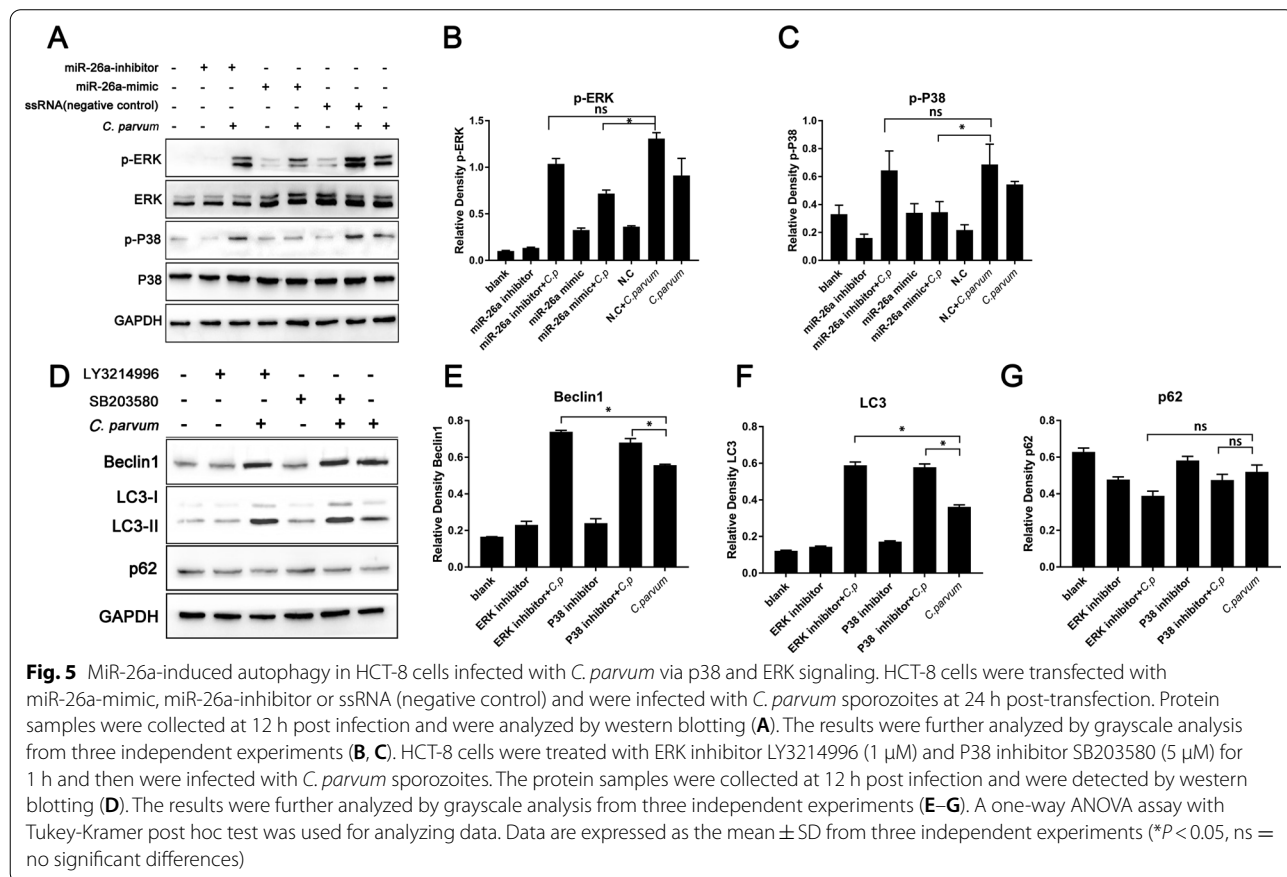 A
miR-26a-inhibitor - + + - - - - -
miR-26a-mimic - - - + + - - -
ssRNA(negative control) - - - - - + + -
C. parvum - - + - + - + +
p-ERK
ERK
p-P38
P38
GAPDH
B
p-ERK
ns
*
Relative Density p-ERK
1.5
1.0
0.5
0.0
blank
miR-26a inhibitor
miR-26a inhibitor+C.p
miR-26a mimic
miR-26a mimic+C.p
N.C
N.C+C.parvum
C.parvum
C
p-P38
ns
*
Relative Density p-P38
1.0
0.8
0.6
0.4
0.2
0.0
blank
miR-26a inhibitor
miR-26a inhibitor+C.p
miR-26a mimic
miR-26a mimic+C.p
N.C
N.C+C.parvum
C.parvum
D
LY3214996 - + + - - -
SB203580 - - - + + -
C. parvum - - + - + +
Beclin1
LC3-I
LC3-II
p62
GAPDH
E
Beclin1
*
*
Relative Density Beclin1
0.8
0.6
0.4
0.2
0.0
blank
ERK inhibitor
ERK inhibitor+C.p
P38 inhibitor
P38 inhibitor+C.p
C.parvum
F
LC3
*
*
Relative Density LC3
0.8
0.6
0.4
0.2
0.0
blank
ERK inhibitor
ERK inhibitor+C.p
P38 inhibitor
P38 inhibitor+C.p
C.parvum
G
p62
ns
ns
Relative Density p62
0.8
0.6
0.4
0.2
0.0
blank
ERK inhibitor
ERK inhibitor+C.p
P38 inhibitor
P38 inhibitor+C.p
C.parvum
Fig. 5 MiR-26a-induced autophagy in HCT-8 cells infected with C. parvum via p38 and ERK signaling. HCT-8 cells were transfected with
miR-26a-mimic, miR-26a-inhibitor or ssRNA (negative control) and were infected with C. parvum sporozoites at 24 h post-transfection. Protein
samples were collected at 12 h post infection and were analyzed by western blotting (A). The results were further analyzed by grayscale analysis
from three independent experiments (B, C). HCT-8 cells were treated with ERK inhibitor LY3214996 (1 μM) and P38 inhibitor SB203580 (5 μM) for
1 h and then were infected with C. parvum sporozoites. The protein samples were collected at 12 h post infection and were detected by western
blotting (D). The results were further analyzed by grayscale analysis from three independent experiments (E–G). A one-way ANOVA assay with
Tukey-Kramer post hoc test was used for analyzing data. Data are expressed as the mean ± SD from three independent experiments (*P < 0.05, ns =
no significant differences)